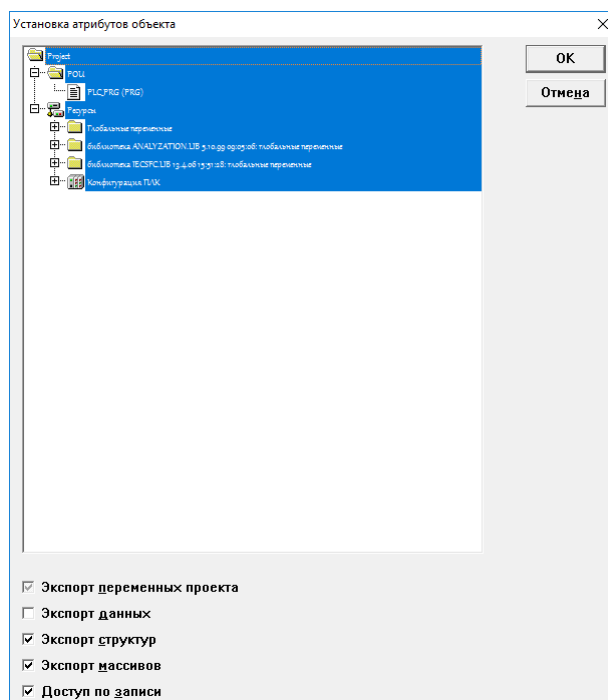 Установка атрибутов объекта
Project
POU
PLC_PRG (PRG)
Ресурсы
Глобальные переменные
библиотека ANALYZATION.LIB 5.10.99 09:05:06: глобальные переменные
библиотека IECSFC.LIB 13.4.06 15:51:28: глобальные переменные
Конфигурация ПЛК
OK
Отмена
Экспорт переменных проекта
Экспорт данных
Экспорт структур
Экспорт массивов
Доступ по записи